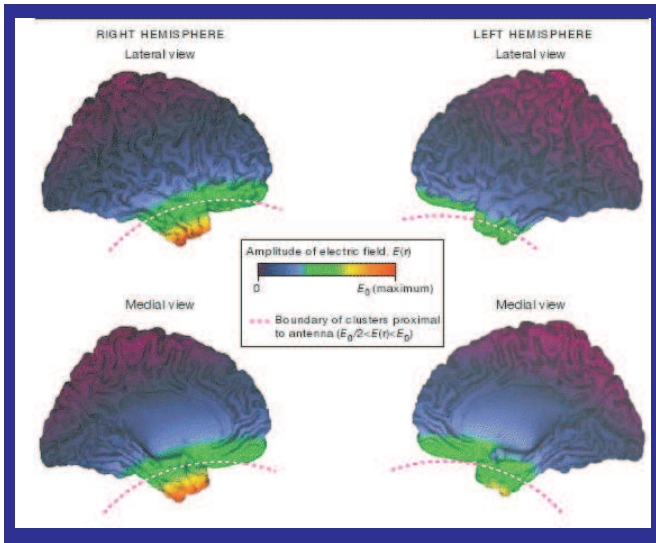 RIGHT HEMISPHERE
Lateral view
LEFT HEMISPHERE
Lateral view
Amplitude of electric field, E(r)
0
E0 (maximum)
Boundary of clusters proximal
to antenna (E0/2<E(r)<E0)
Medial view
Medial view